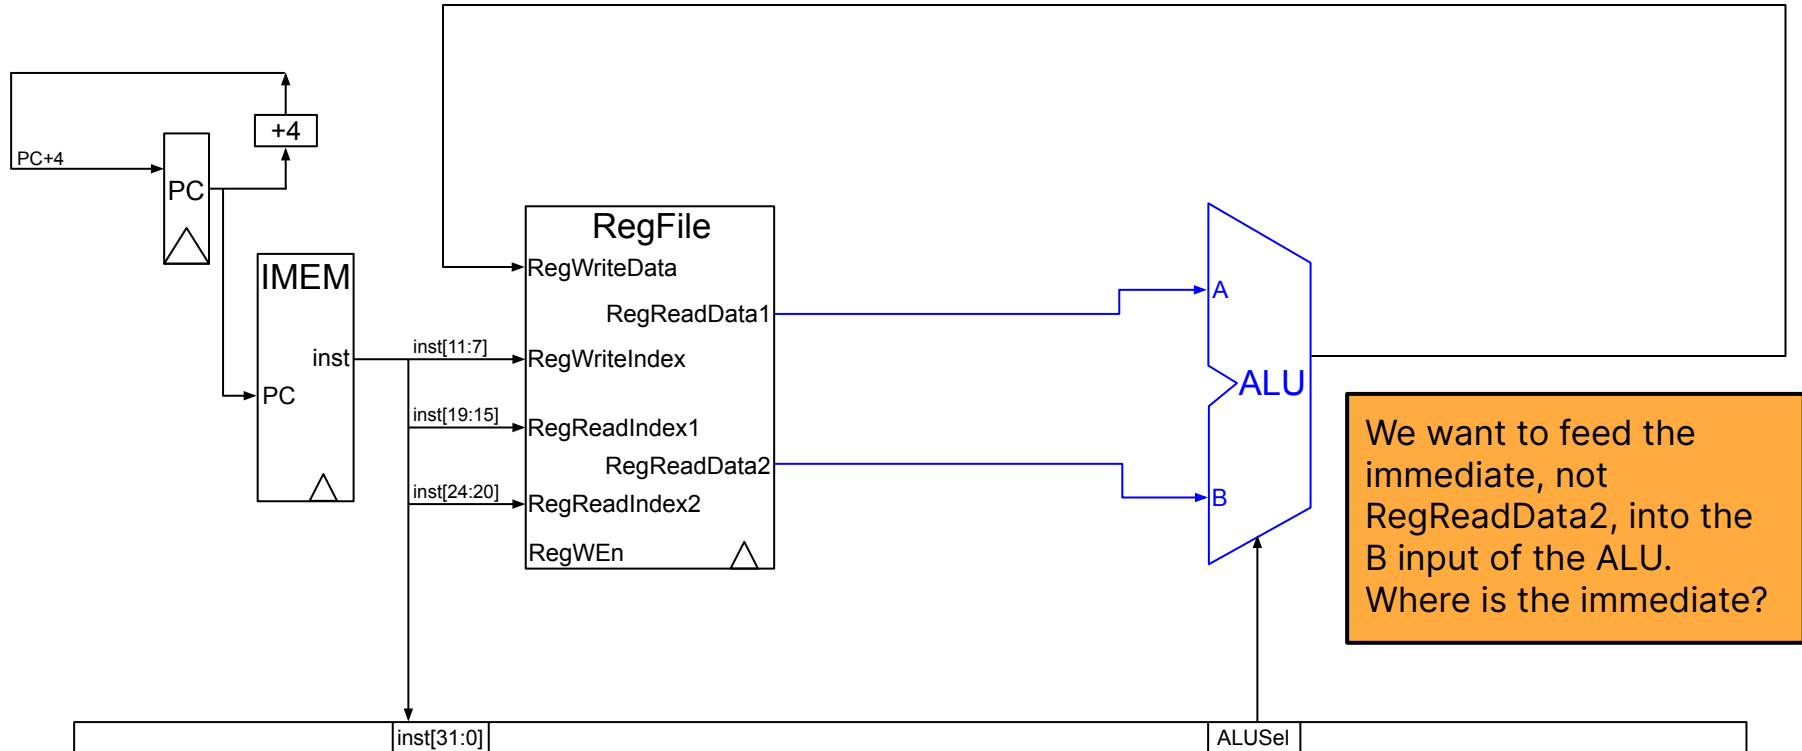 +4
PC+4
PC
IMEM
inst
PC
inst[11:7]
inst[19:15]
inst[24:20]
RegFile
RegWriteData
RegReadData1
RegWriteIndex
RegReadIndex1
RegReadData2
RegReadIndex2
RegWEn
A
ALU
B
We want to feed the
immediate, not
RegReadData2, into the
B input of the ALU.
Where is the immediate?
inst[31:0]
ALUSel